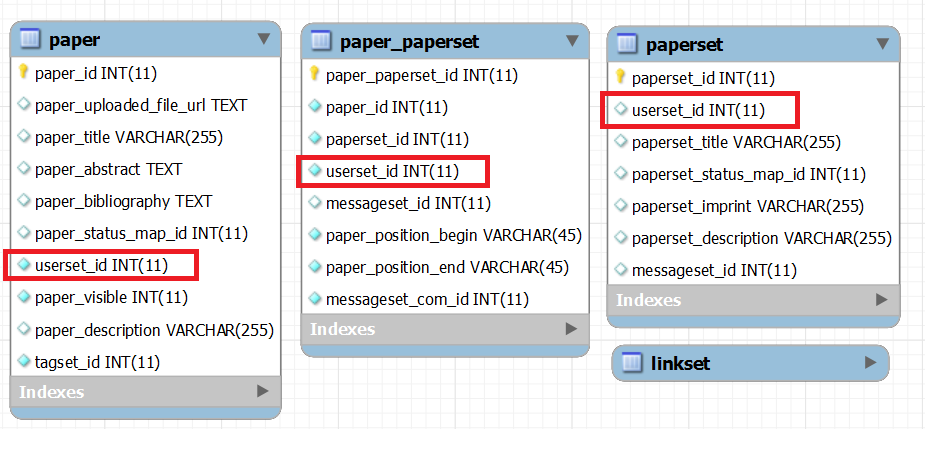 paper
paper_id INT(11)
paper_uploaded_file_url TEXT
paper_title VARCHAR(255)
paper_abstract TEXT
paper_bibliography TEXT
paper_status_map_id INT(11)
userset_id INT(11)
paper_visible INT(11)
paper_description VARCHAR(255)
tagset_id INT(11)
Indexes
paper_paperset
paper_paperset_id INT(11)
paper_id INT(11)
paperset_id INT(11)
userset_id INT(11)
messageset_id INT(11)
paper_position_begin VARCHAR(45)
paper_position_end VARCHAR(45)
messageset_com_id INT(11)
Indexes
paperset
paperset_id INT(11)
userset_id INT(11)
paperset_title VARCHAR(255)
paperset_status_map_id INT(11)
paperset_imprint VARCHAR(255)
paperset_description VARCHAR(255)
messageset_id INT(11)
Indexes
linkset